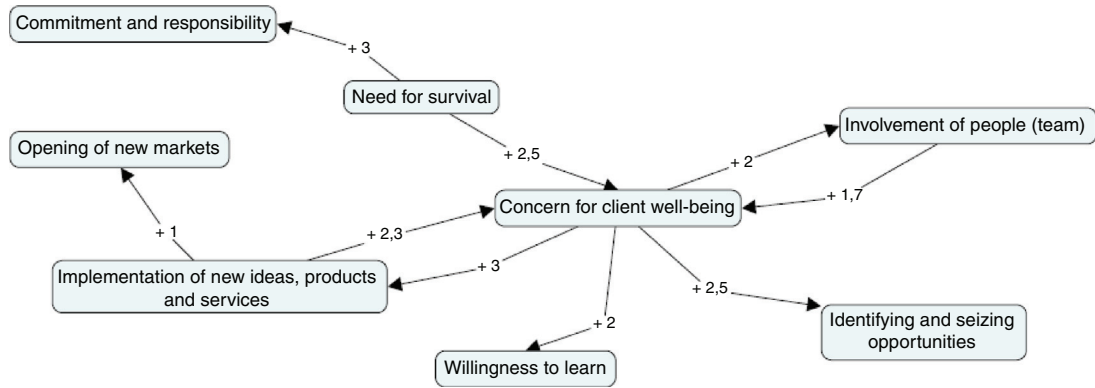 Commitment and responsibility
+ 3
Need for survival
Opening of new markets
Involvement of people (team)
+ 2,5
+ 2
+ 1,7
Concern for client well-being
+ 1
+ 2,3
+ 3
Implementation of new ideas, products
and services
+ 2,5
+ 2
Identifying and seizing
opportunities
Willingness to learn